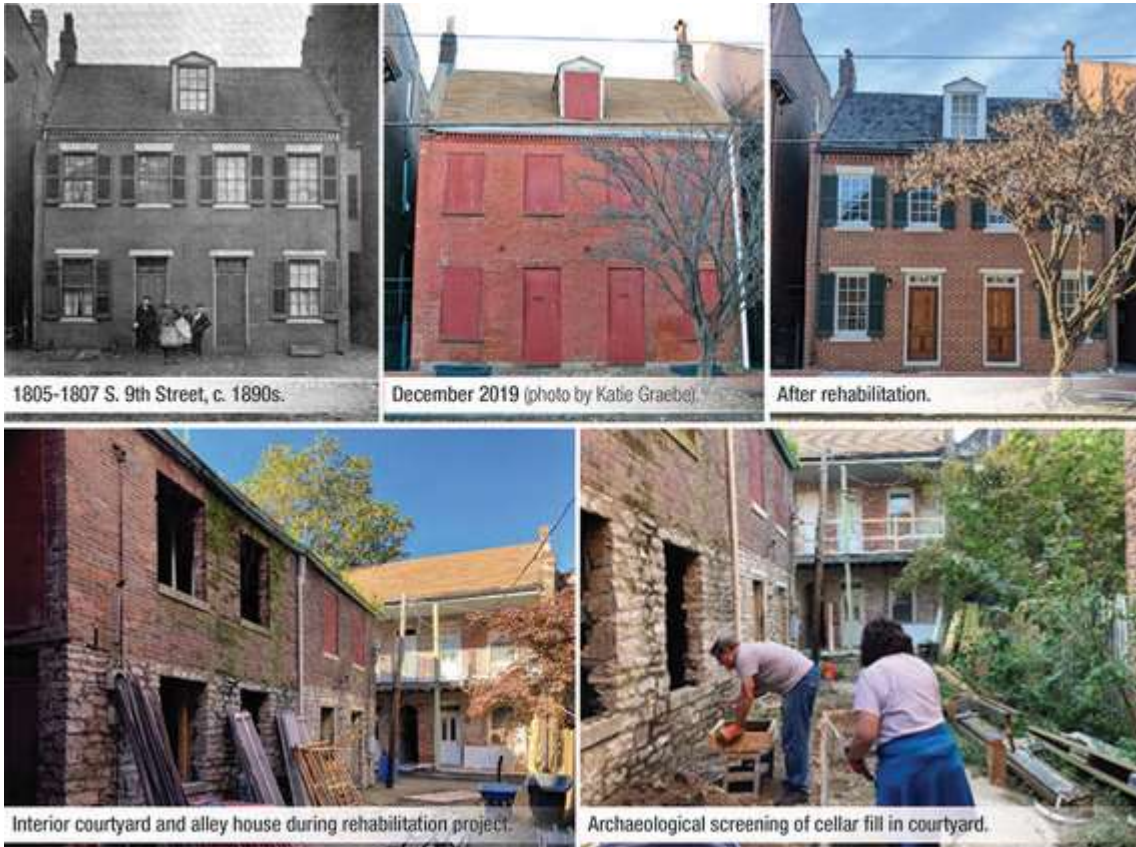 1805-1807 S. 9th Street, c. 1890s.
December 2019 (photo by Katie Graebe).
After rehabilitation.
Interior courtyard and alley house during rehabilitation project.
Archaeological screening of cellar fill in courtyard.